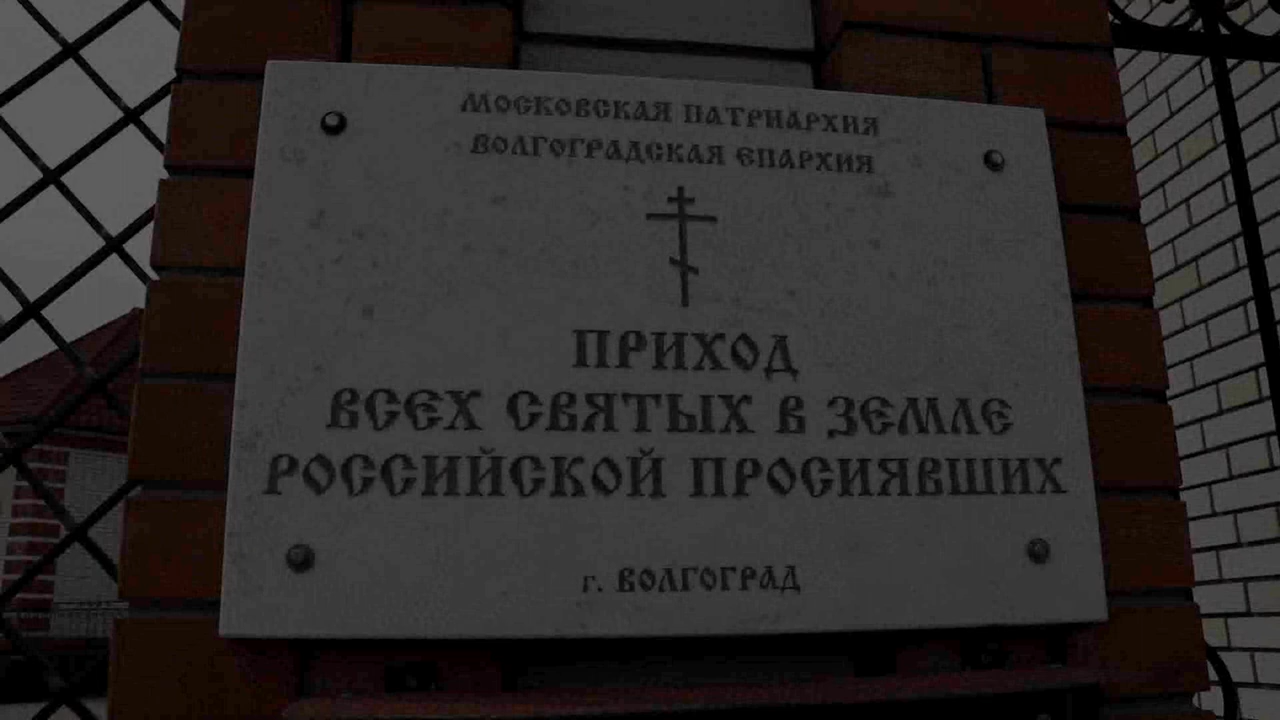 МОСКОВСКАЯ ПАТРИАРХИЯ
ВОЛГОГРАДСКАЯ ЕПАРХИЯ
ПРИХОД
ВСЕХ СВЯТЫХ В ЗЕМЛЕ
РОССИЙСКОЙ ПРОСИЯВШИХ
г. ВОЛГОГРАД